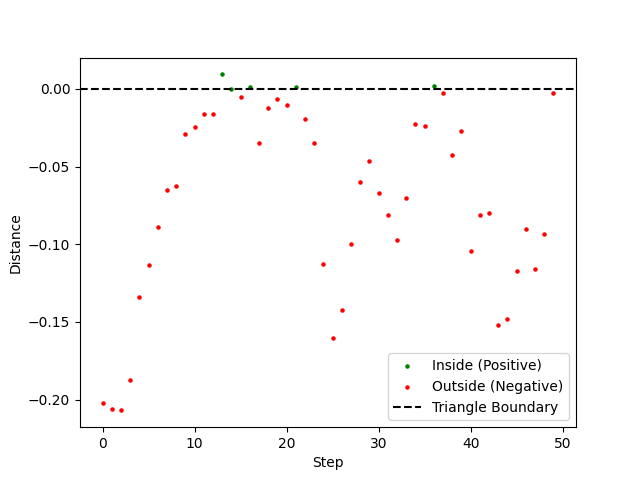 0.00
−0.05
−0.10
−0.15
−0.20
Distance
Inside (Positive)
Outside (Negative)
Triangle Boundary
0 10 20 30 40 50
Step